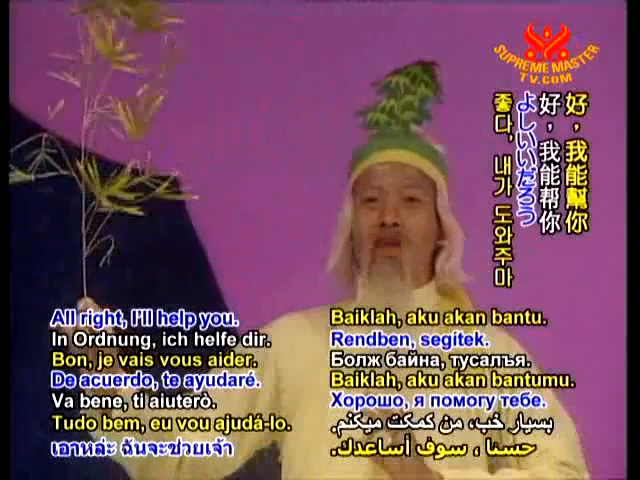 SUPREME MASTER
TV.COM
好，我能幫你
好，我能帮你
よしいいだろう
좋다, 내가 도와주마
All right, I'll help you.
In Ordnung, ich helfe dir.
Bon, je vais vous aider.
De acuerdo, te ayudaré.
Va bene, ti aiuterò.
Tudo bem, eu vou ajudá-lo.
เอาหล่ะ ฉันจะช่วยเจ้า
Baiklah, aku akan bantu.
Rendben, segítek.
Болж байна, тусалъя.
Baiklah, aku akan bantumu.
Хорошо, я помогу тебе.
بسیار خب، من کمکت میکنم.
حسنا ، سوف أساعدك.